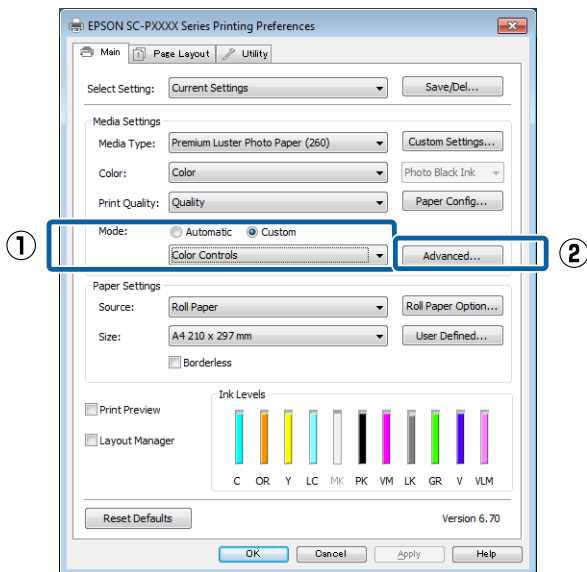 EPSON SC-PXXXX Series Printing Preferences
Main Page Layout Utility
Select Setting: Current Settings Save/Del...
Media Settings
Media Type: Premium Luster Photo Paper (260) Custom Settings...
Color: Color Photo Black Ink
Print Quality: Quality Paper Config...
Mode: Automatic Custom
① Color Controls Advanced... ②
Paper Settings
Source: Roll Paper Roll Paper Option...
Size: A4 210 x 297 mm User Defined...
Borderless
Ink Levels
Print Preview
Layout Manager
C OR Y LC MK PK VM LK GR V VLM
Reset Defaults Version 6.70
OK Cancel Apply Help